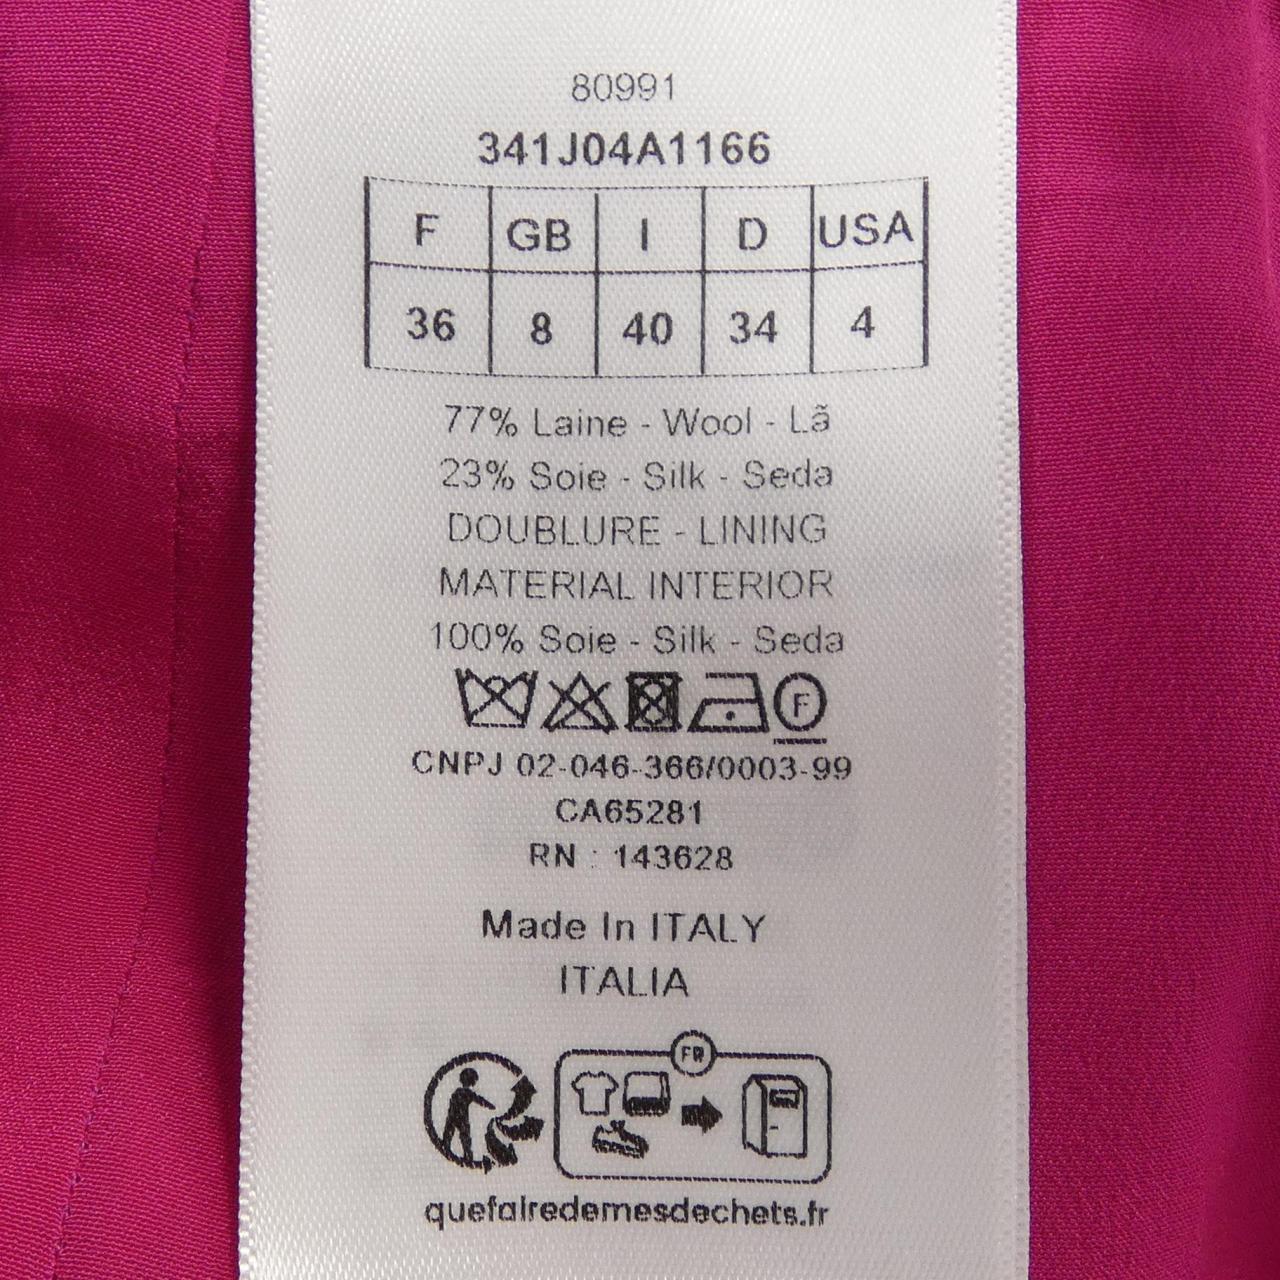 80991
341J04A1166
F GB I D USA
36 8 40 34 4
77% Laine - Wool - Lã
23% Soie - Silk - Seda
DOUBLURE - LINING
MATERIAL INTERIOR
100% Soie - Silk - Seda
F
CNPJ 02-046-366/0003-99
CA65281
RN : 143628
Made In ITALY
ITALIA
FR
quefairedemesdechets.fr